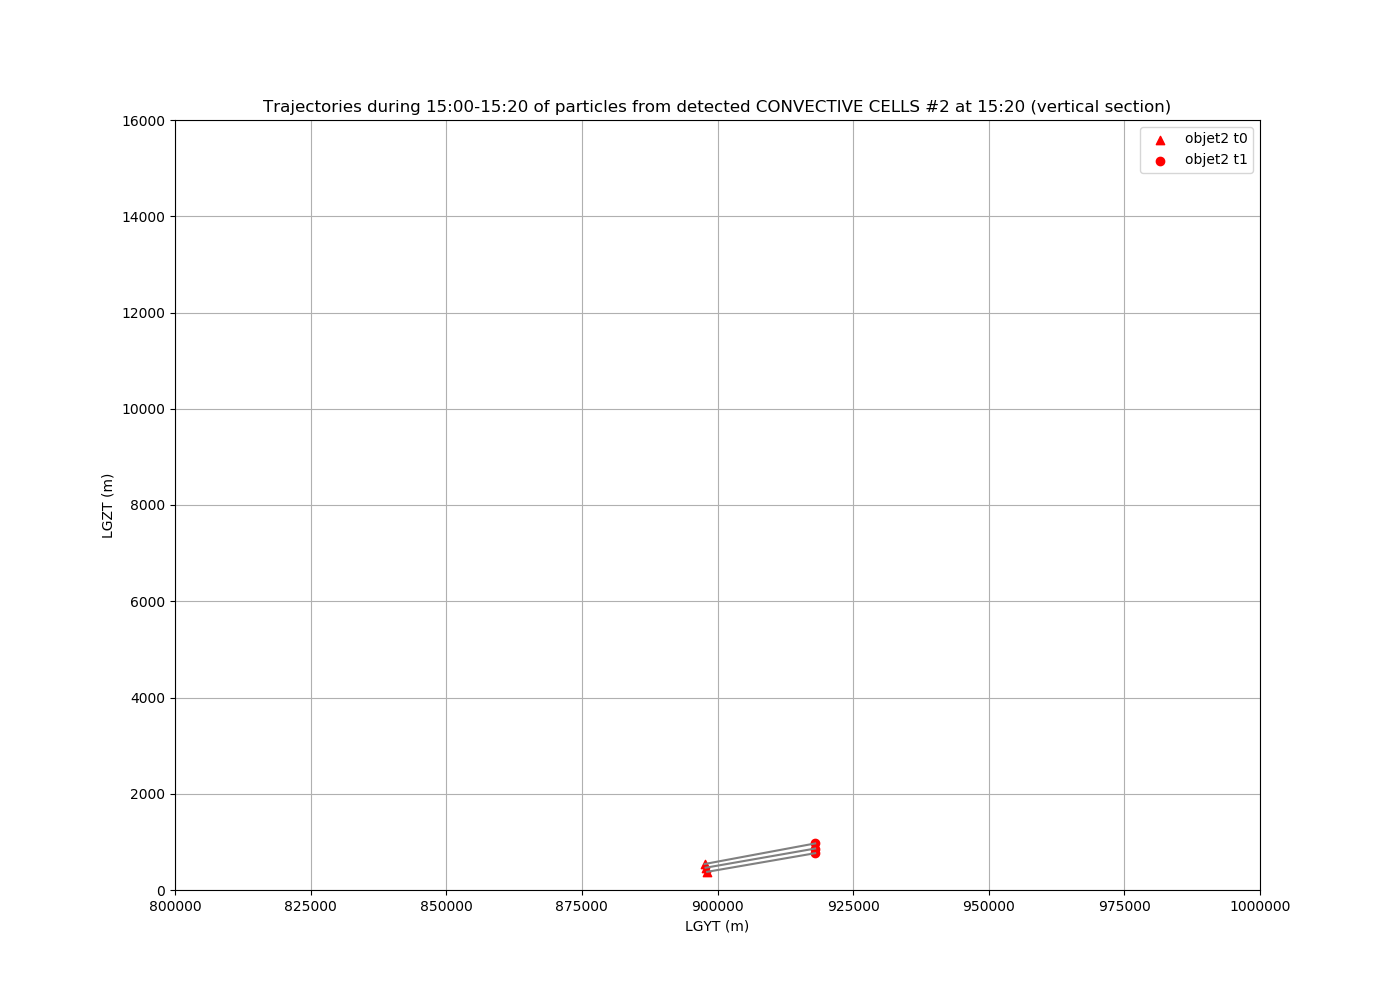 Trajectories during 15:00-15:20 of particles from detected CONVECTIVE CELLS #2 at 15:20 (vertical section)
objet2 t0
objet2 t1
16000
14000
12000
10000
8000
6000
4000
2000
0
LGZT (m)
800000 825000 850000 875000 900000 925000 950000 975000 1000000
LGYT (m)